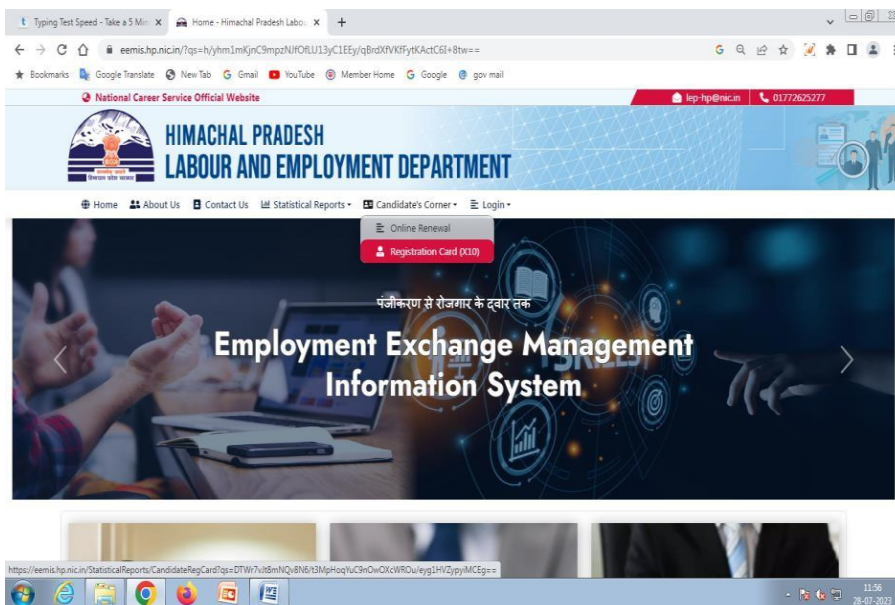 Typing Test Speed - Take a 5 Min
Home - Himachal Pradesh Labou
eemis.hp.nic.in/?qs=h/yhm1mKjnC9mpzNJfOfLU13yC1EEy/qBrdXfVKfFytKActC6I+8tw==
Bookmarks Google Translate New Tab Gmail YouTube Member Home Google gov mail
National Career Service Official Website lep-hp@nic.in 01772625277
HIMACHAL PRADESH
LABOUR AND EMPLOYMENT DEPARTMENT
Home About Us Contact Us Statistical Reports Candidate's Corner Login
Online Renewal
Registration Card (X10)
पंजीकरण से रोजगार के द्वार तक
Employment Exchange Management
Information System
https://eemis.hp.nic.in/StatisticalReports/CandidateRegCard?qs=DTWr7vJt8mNQvBN6/t3MpHoqYuC9nOwOXcWROu/eyg1HVZypyiMCEg==
11:56
28-07-2023